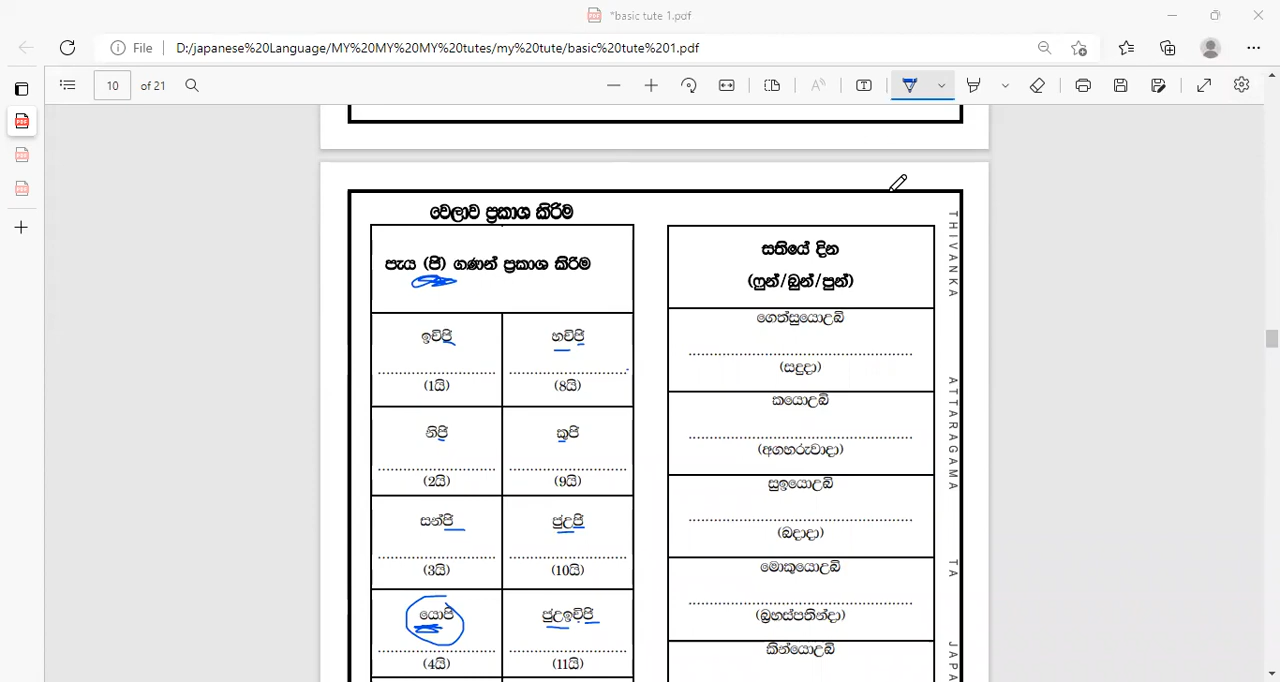 *basic tute 1.pdf
File D:/japanese%20Language/MY%20MY%20MY%20tutes/my%20tute/basic%20tute%201.pdf
10 of 21
වෙලාව ප්‍රකාශ කිරිම
පැය (ජි) ගණන් ප්‍රකාශ කිරිම
ඉචිජි
(1යි)
හචිජි
(8යි)
නිජි
(2යි)
කුජි
(9යි)
සන්ජි
(3යි)
ජුඋජි
(10යි)
යොජි
(4යි)
ජුඋඉචිජි
(11යි)
සතියේ දින
(ෆුන්/බුන්/පුන්)
ගෙත්සුයොඋබි
(සඳුදා)
කයොඋබි
(අගහරුවාදා)
සුඉයොඋබි
(බදාදා)
මොකුයොඋබි
(බ්‍රහස්පතින්දා)
කින්යොඋබි
THIVANKA ATTARAGAMA TA JAPA